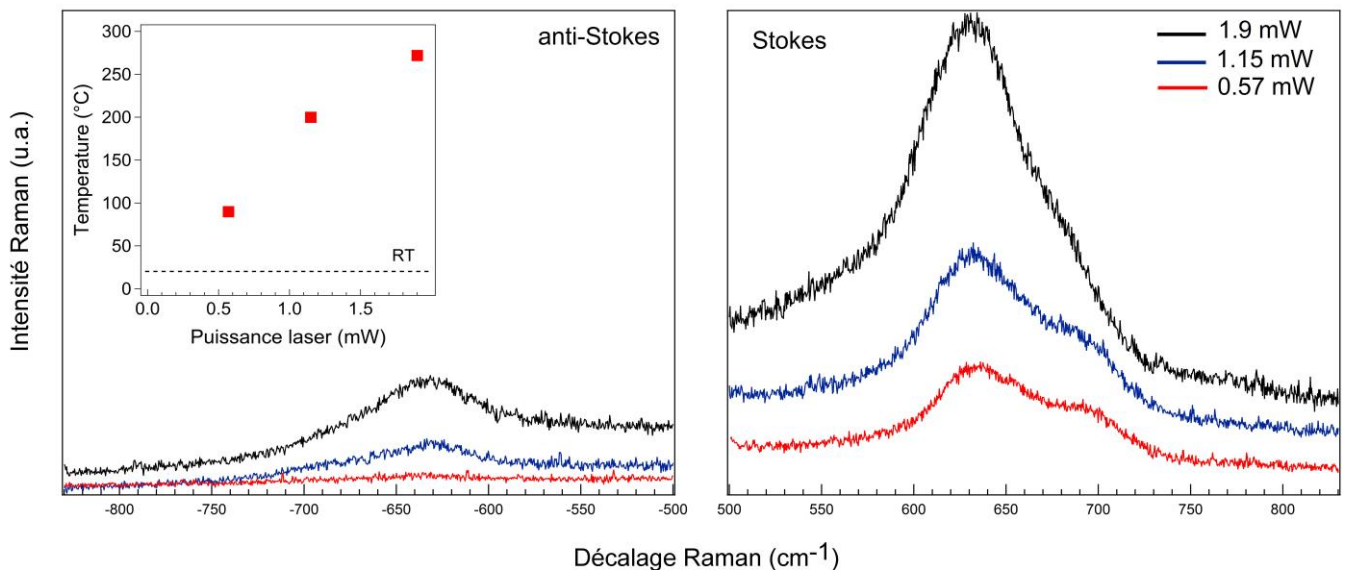 anti-Stokes
Stokes
1.9 mW
1.15 mW
0.57 mW
Intensité Raman (u.a.)
Temperature (°C)
300
250
200
150
100
50
0
RT
0.0
0.5
1.0
1.5
Puissance laser (mW)
-800
-750
-700
-650
-600
-550
-500
500
550
600
650
700
750
800
Décalage Raman (cm-1)